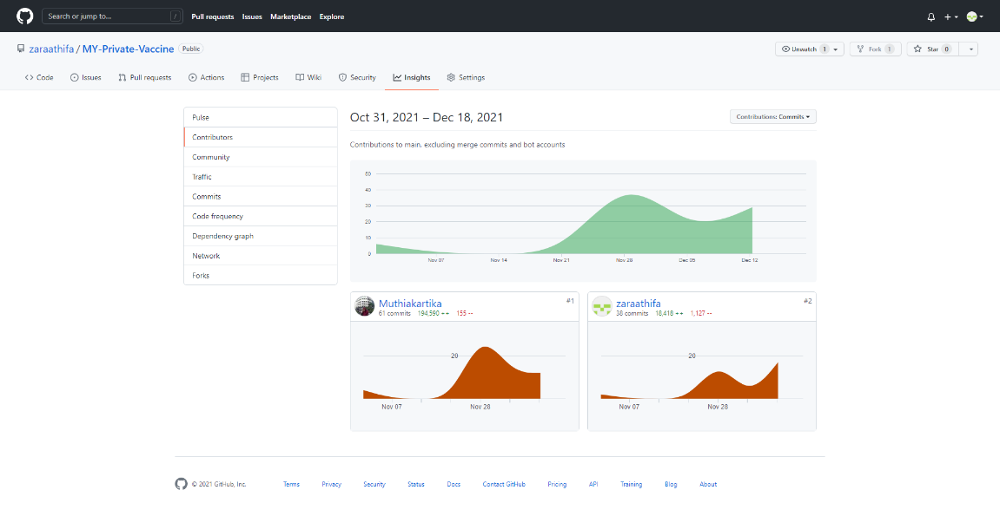 Search or jump to... /
Pull requests Issues Marketplace Explore
zaraathifa / MY-Private-Vaccine Public
Unwatch 1 Fork 1 Star 0
Code Issues Pull requests Actions Projects Wiki Security Insights Settings
Pulse
Contributors
Community
Traffic
Commits
Code frequency
Dependency graph
Network
Forks
Oct 31, 2021 – Dec 18, 2021
Contributions: Commits
Contributions to main, excluding merge commits and bot accounts
50
40
30
20
10
0
Nov 07 Nov 14 Nov 21 Nov 28 Dec 05 Dec 12
Muthiakartika #1
61 commits 194,590 ++ 155 --
20
Nov 07 Nov 28
zaraathifa #2
38 commits 18,418 ++ 1,127 --
20
Nov 07 Nov 28
© 2021 GitHub, Inc. Terms Privacy Security Status Docs Contact GitHub Pricing API Training Blog About